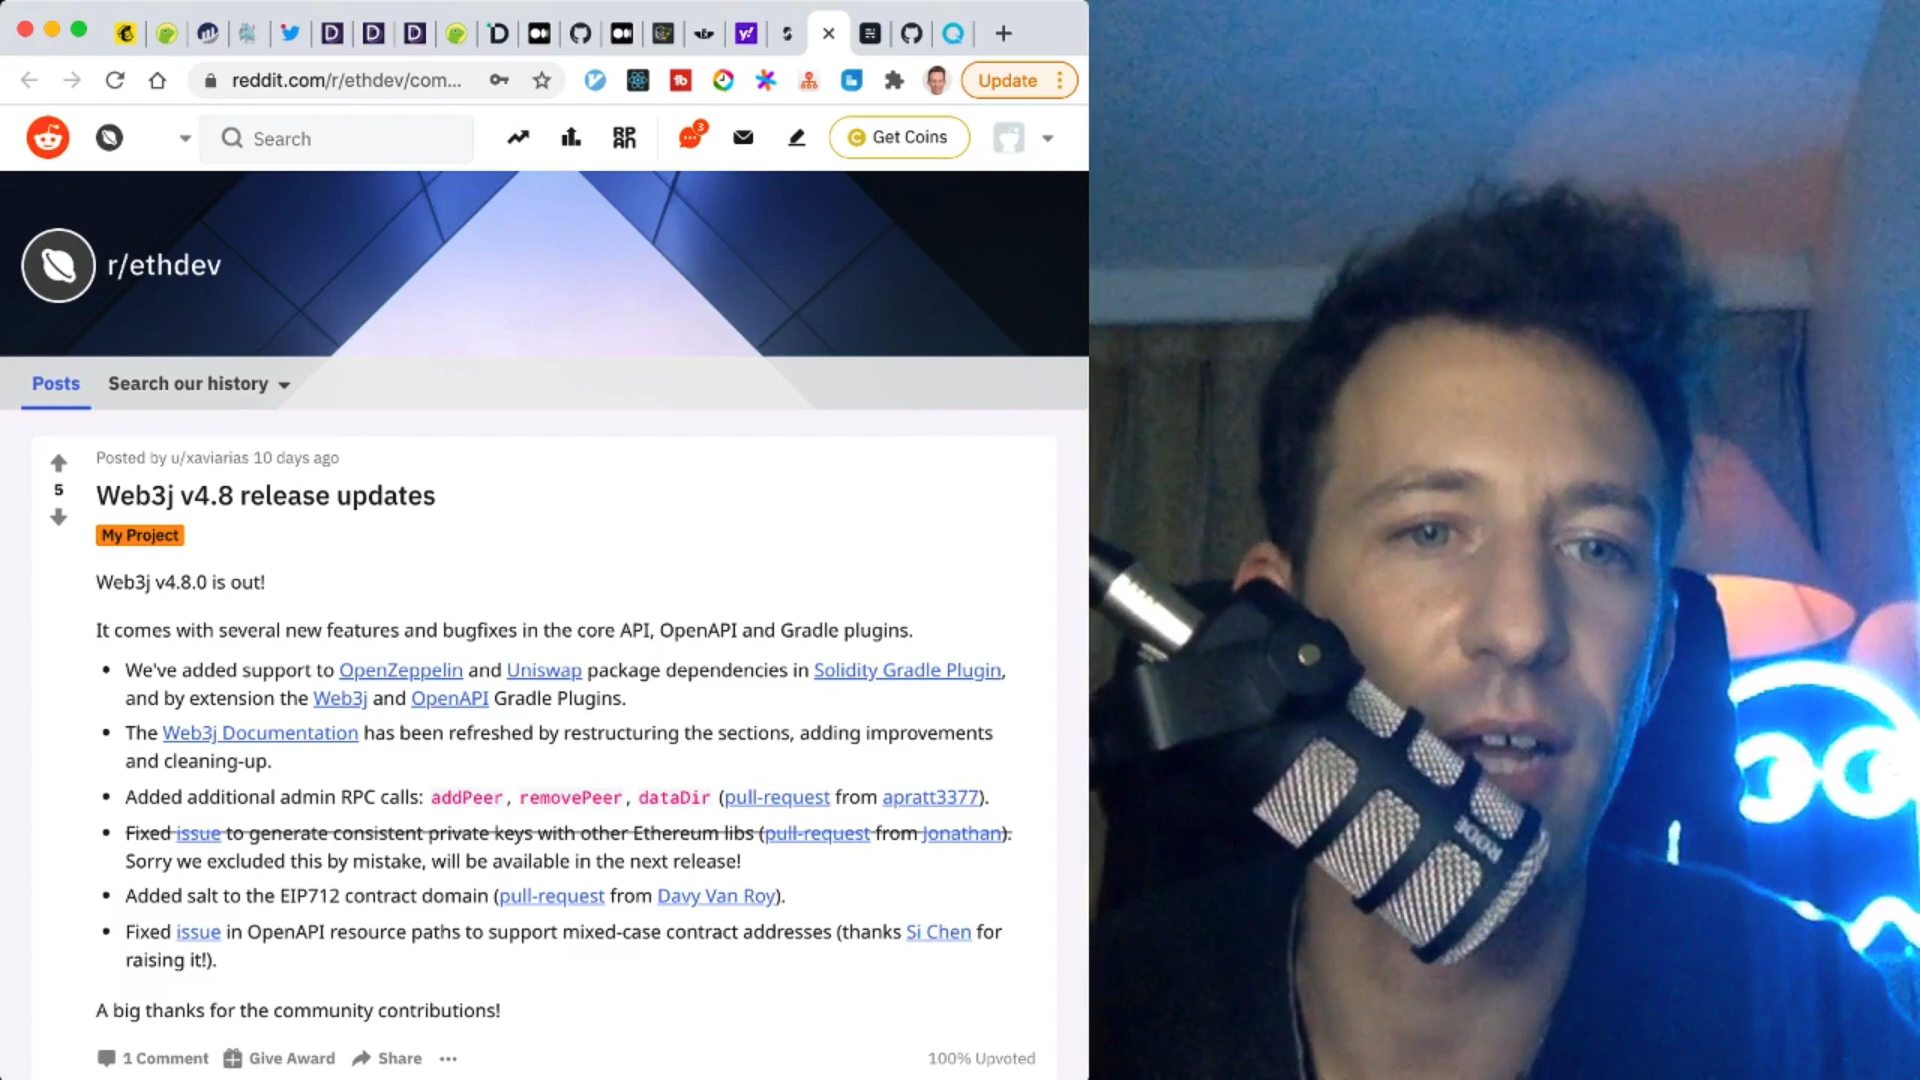 reddit.com/r/ethdev/com...
Update
Search
3
Get Coins
r/ethdev
Posts
Search our history
Posted by u/xaviarias 10 days ago
5
Web3j v4.8 release updates
My Project
Web3j v4.8.0 is out!
It comes with several new features and bugfixes in the core API, OpenAPI and Gradle plugins.
• We've added support to OpenZeppelin and Uniswap package dependencies in Solidity Gradle Plugin,
and by extension the Web3j and OpenAPI Gradle Plugins.
• The Web3j Documentation has been refreshed by restructuring the sections, adding improvements
and cleaning-up.
• Added additional admin RPC calls: addPeer, removePeer, dataDir (pull-request from apratt3377).
• Fixed issue to generate consistent private keys with other Ethereum libs (pull-request from Jonathan).
Sorry we excluded this by mistake, will be available in the next release!
• Added salt to the EIP712 contract domain (pull-request from Davy Van Roy).
• Fixed issue in OpenAPI resource paths to support mixed-case contract addresses (thanks Si Chen for
raising it!).
A big thanks for the community contributions!
1 Comment
Give Award
Share
100% Upvoted
RODE